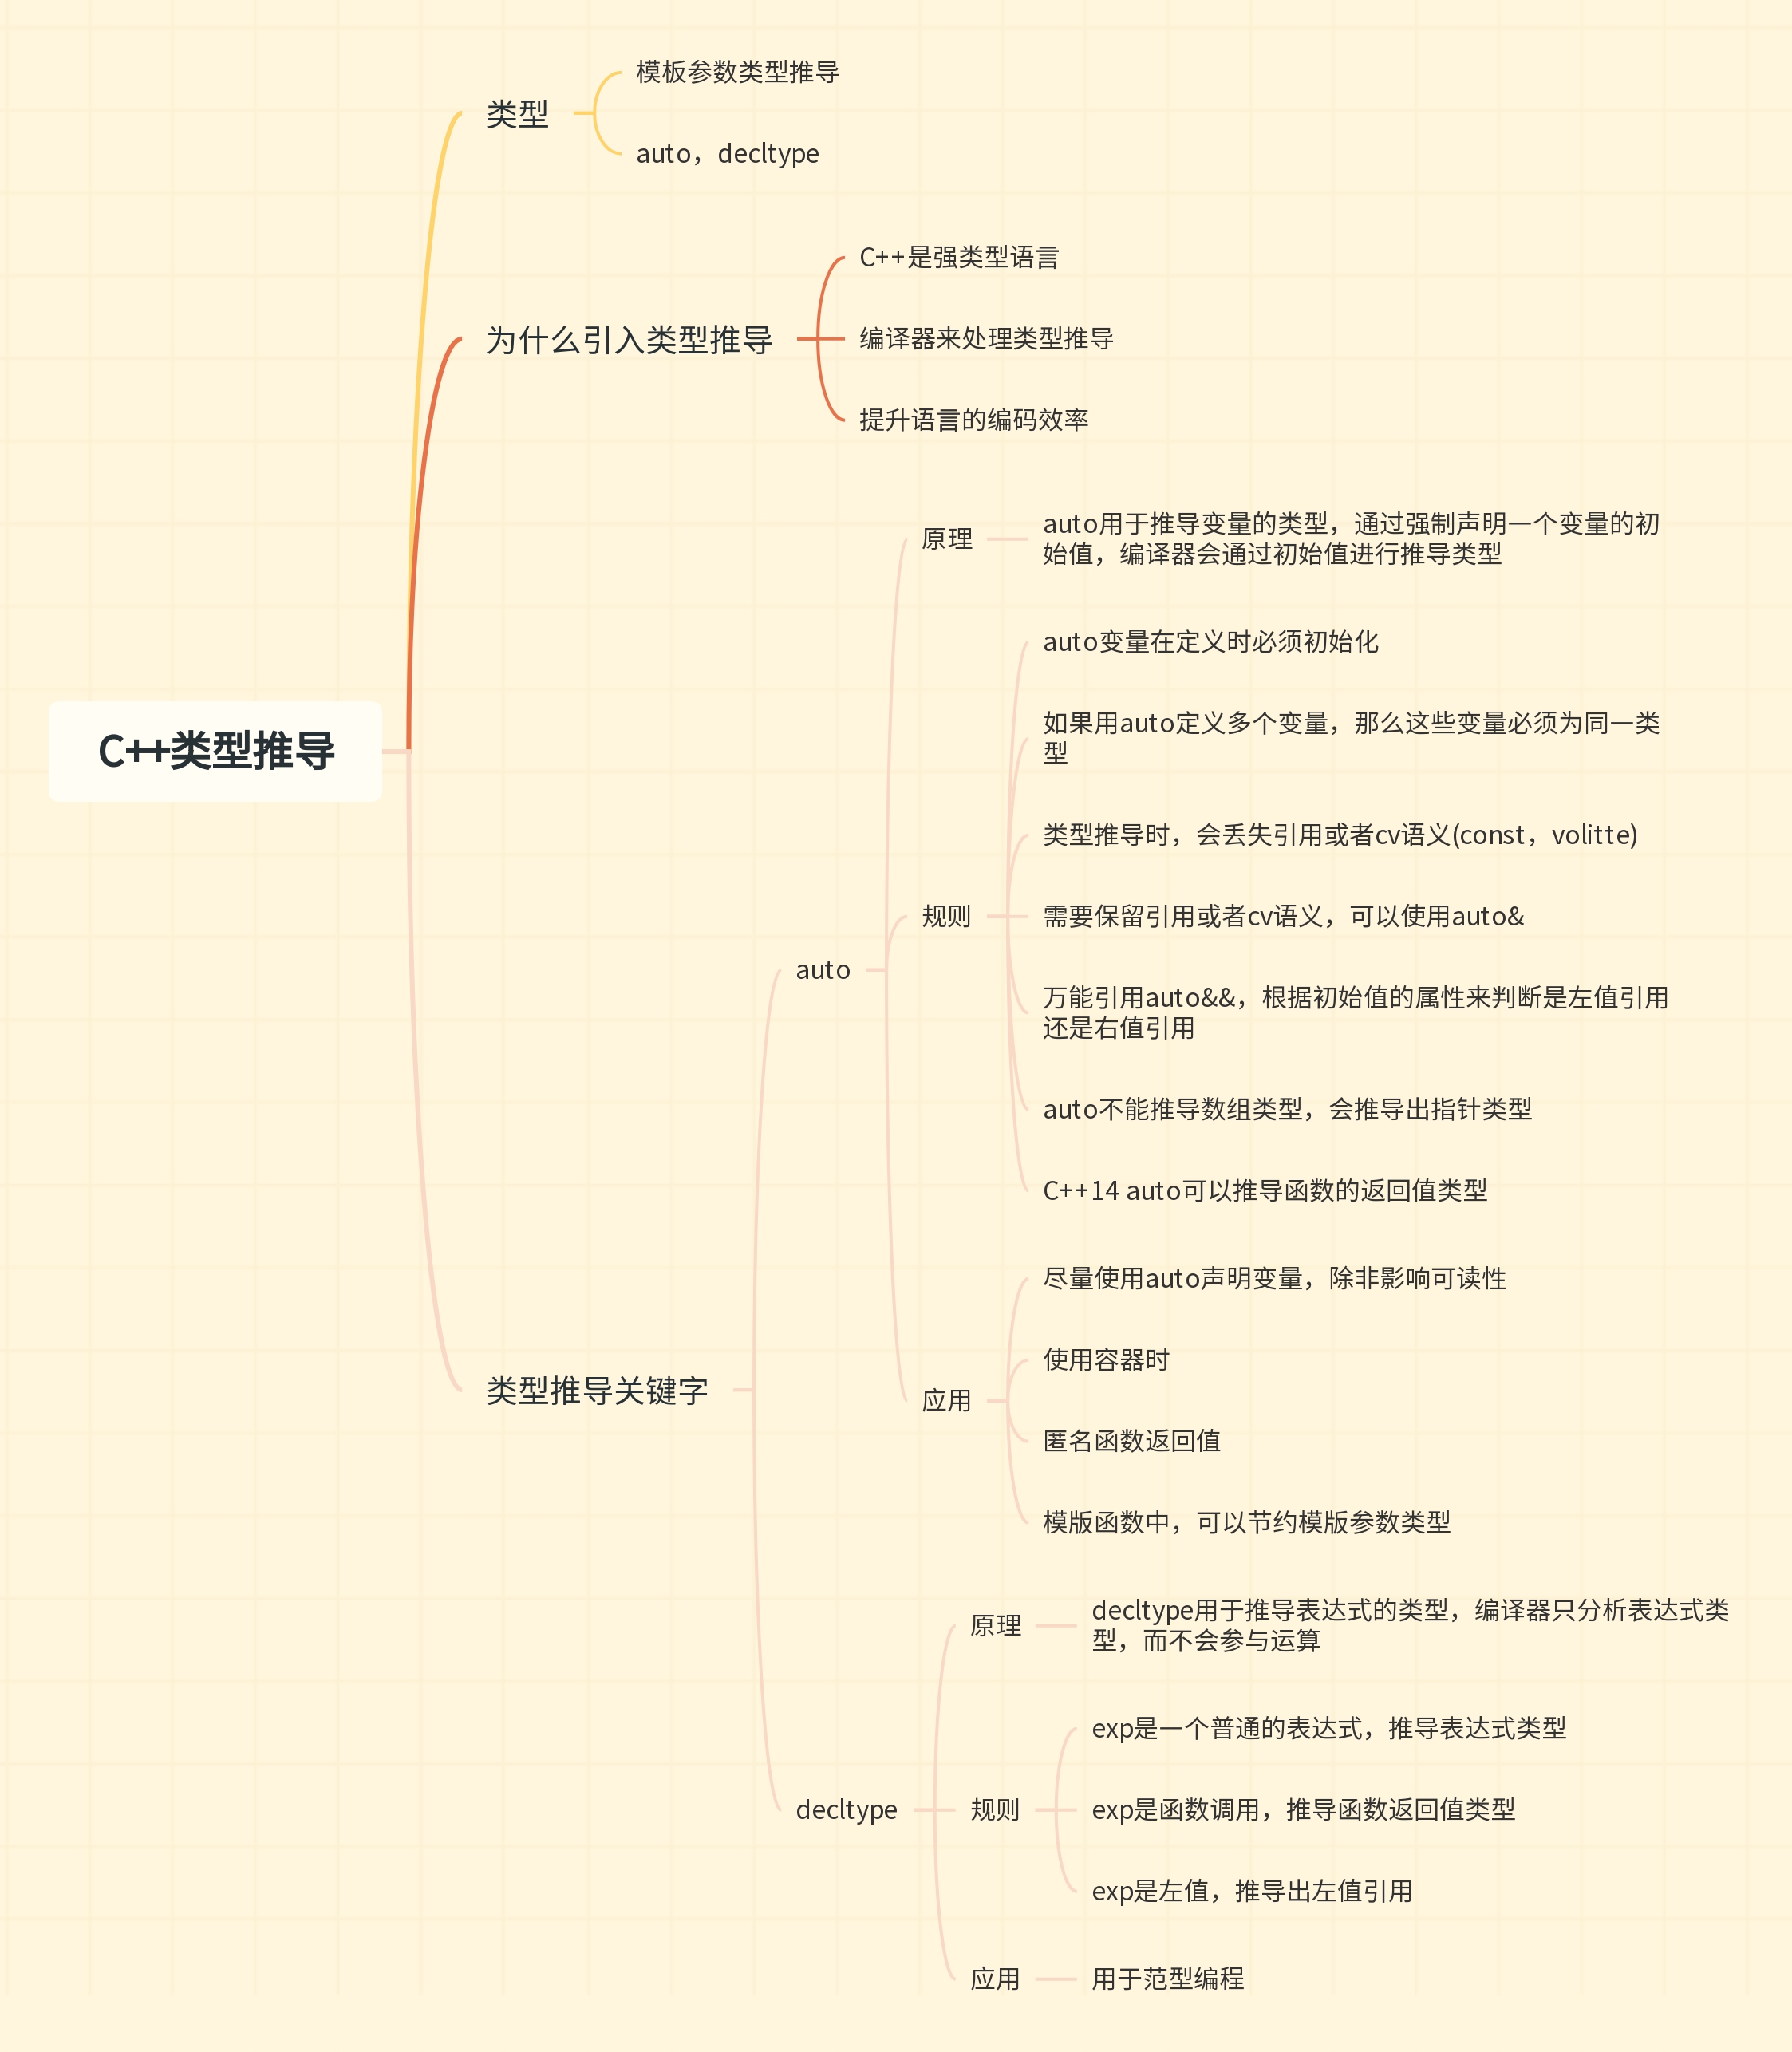 模板参数类型推导
类型
auto，decltype
C++是强类型语言
为什么引入类型推导
编译器来处理类型推导
提升语言的编码效率
原理
auto用于推导变量的类型，通过强制声明一个变量的初
始值，编译器会通过初始值进行推导类型
auto变量在定义时必须初始化
如果用auto定义多个变量，那么这些变量必须为同一类
型
C++类型推导
类型推导时，会丢失引用或者cv语义(const，volitte)
规则
需要保留引用或者cv语义，可以使用auto&
auto
万能引用auto&&，根据初始值的属性来判断是左值引用
还是右值引用
auto不能推导数组类型，会推导出指针类型
C++14 auto可以推导函数的返回值类型
尽量使用auto声明变量，除非影响可读性
使用容器时
类型推导关键字
应用
匿名函数返回值
模版函数中，可以节约模版参数类型
原理
decltype用于推导表达式的类型，编译器只分析表达式类
型，而不会参与运算
exp是一个普通的表达式，推导表达式类型
decltype
规则
exp是函数调用，推导函数返回值类型
exp是左值，推导出左值引用
应用
用于范型编程